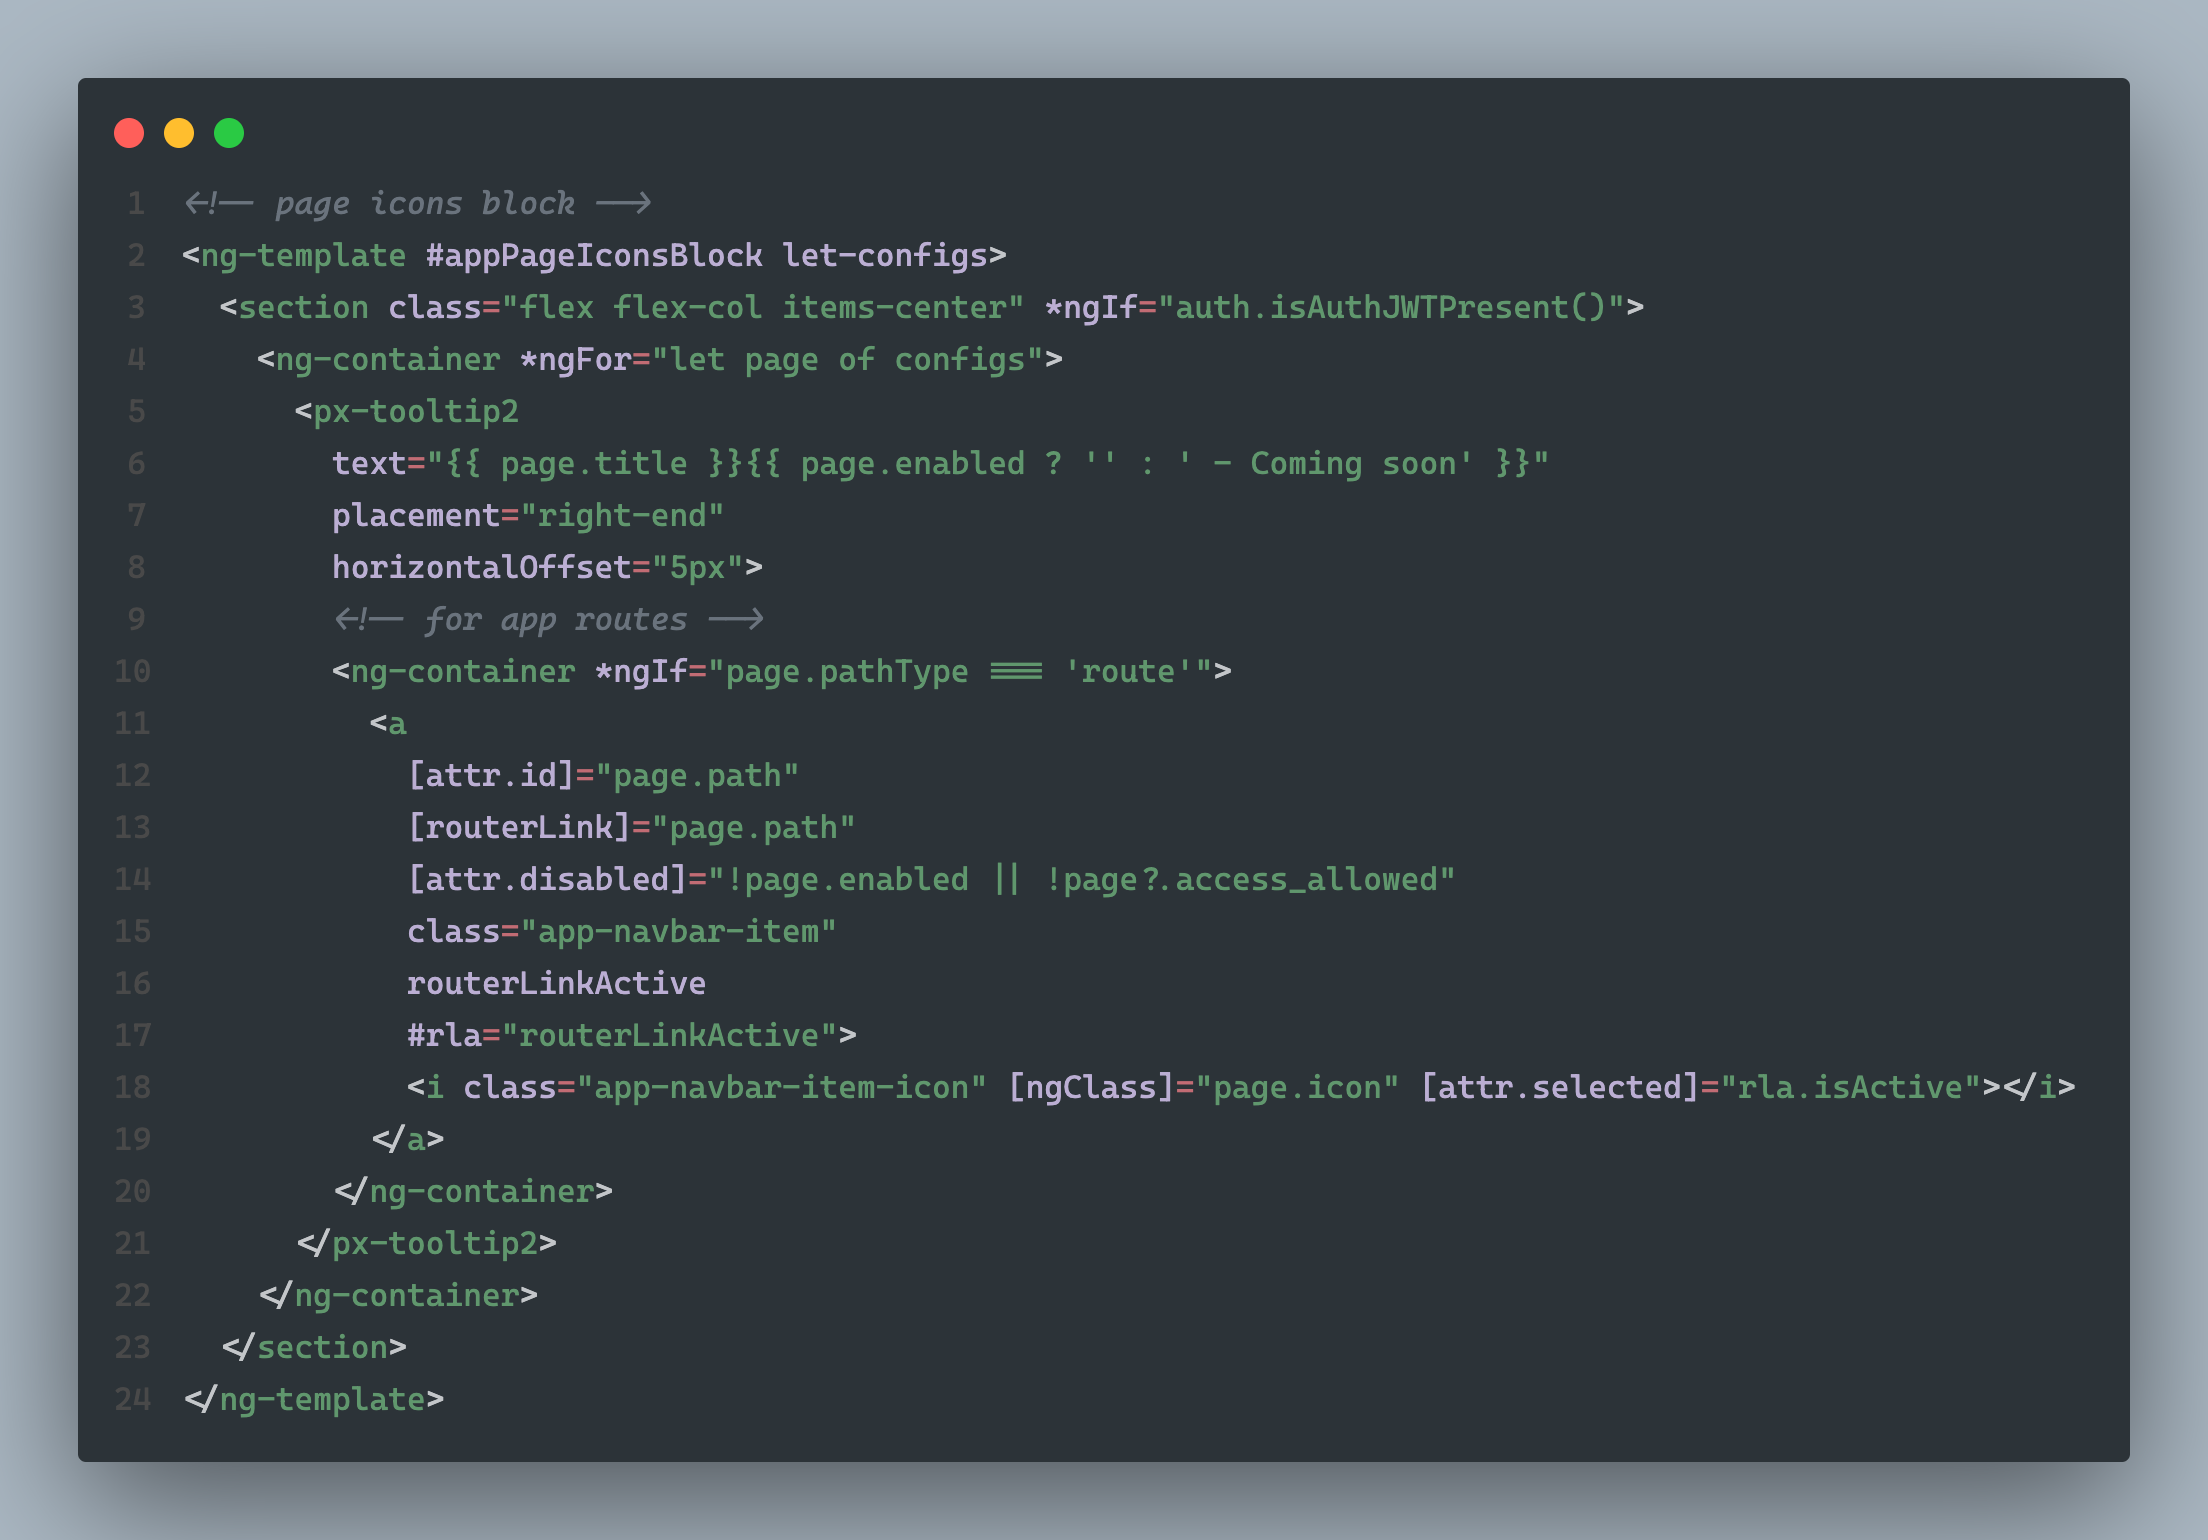 1 <!-- page icons block -->
2 <ng-template #appPageIconsBlock let-configs>
3   <section class="flex flex-col items-center" *ngIf="auth.isAuthJWTPresent()">
4     <ng-container *ngFor="let page of configs">
5       <px-tooltip2
6         text="{{ page.title }}{{ page.enabled ? '' : ' - Coming soon' }}"
7         placement="right-end"
8         horizontalOffset="5px">
9         <!-- for app routes -->
10         <ng-container *ngIf="page.pathType === 'route'">
11           <a
12             [attr.id]="page.path"
13             [routerLink]="page.path"
14             [attr.disabled]="!page.enabled || !page?.access_allowed"
15             class="app-navbar-item"
16             routerLinkActive
17             #rla="routerLinkActive">
18             <i class="app-navbar-item-icon" [ngClass]="page.icon" [attr.selected]="rla.isActive"></i>
19           </a>
20         </ng-container>
21       </px-tooltip2>
22     </ng-container>
23   </section>
24 </ng-template>